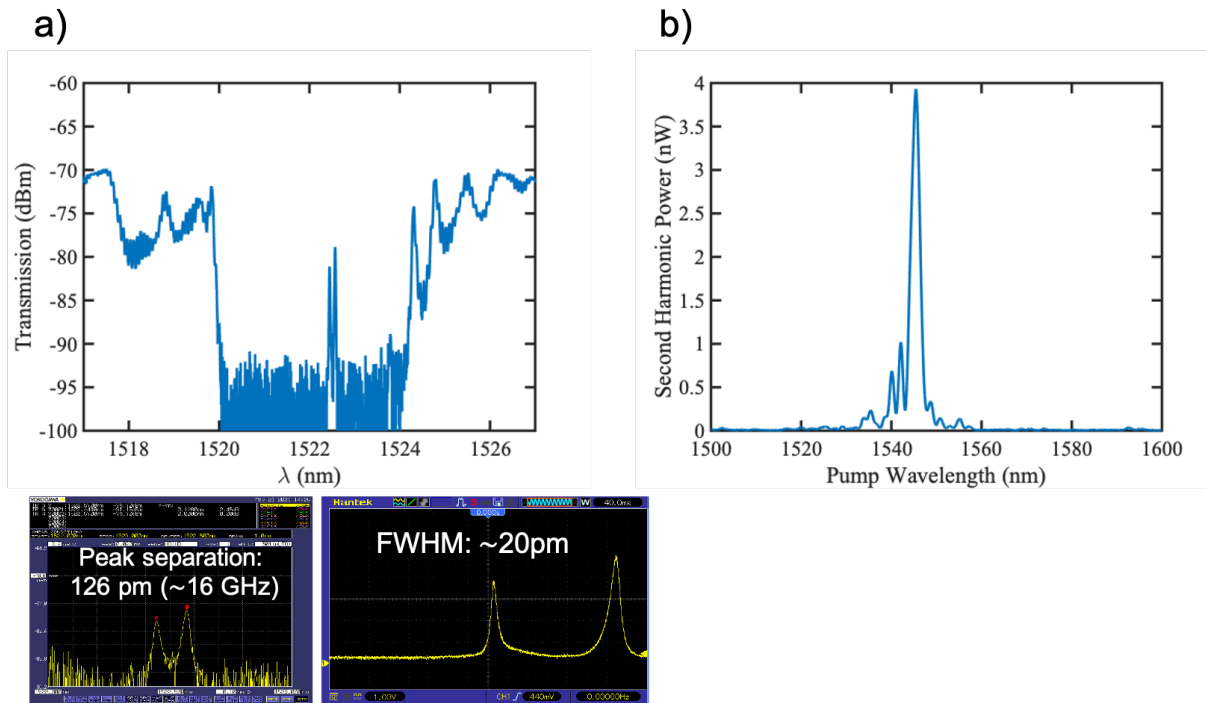 a)
b)
-60
-65
-70
-75
-80
-85
-90
-95
-100
Transmission (dBm)
1518
1520
1522
1524
1526
λ (nm)
4
3.5
3
2.5
2
1.5
1
0.5
0
Second Harmonic Power (nW)
1500
1520
1540
1560
1580
1600
Pump Wavelength (nm)
YOKOGAWA
Peak separation:
126 pm (~16 GHz)
Hantek
W
40.0ms
FWHM: ~20pm
1.00V
CH1
440mV
0.00000Hz